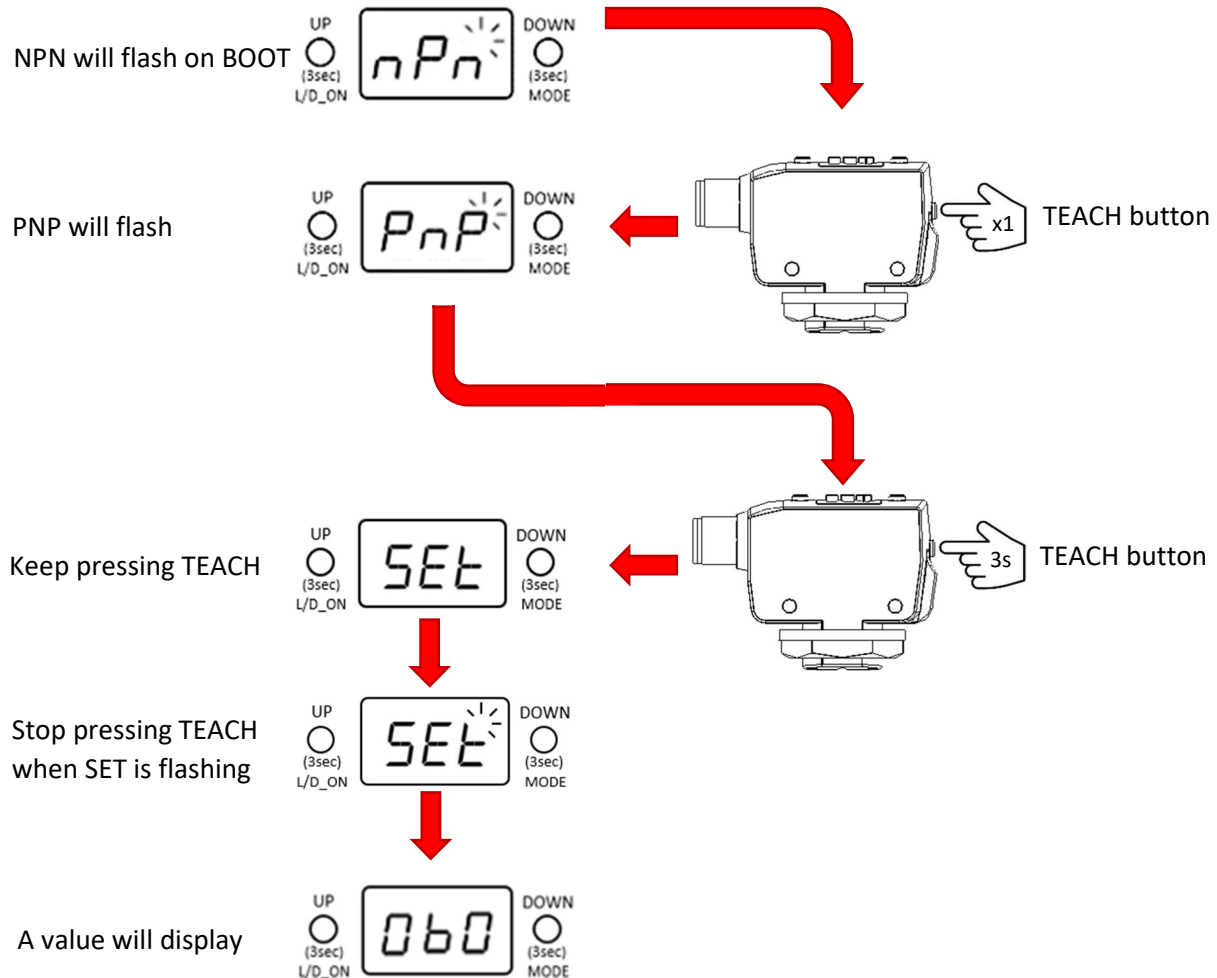 UP
DOWN
NPN will flash on BOOT
nPn
(3sec)
(3sec)
L/D_ON
MODE
UP
DOWN
PNP will flash
PnP
x1
TEACH button
(3sec)
(3sec)
L/D_ON
MODE
UP
DOWN
Keep pressing TEACH
SEt
3s
TEACH button
(3sec)
(3sec)
L/D_ON
MODE
UP
DOWN
Stop pressing TEACH
when SET is flashing
SEt
(3sec)
(3sec)
L/D_ON
MODE
UP
DOWN
A value will display
0b0
(3sec)
(3sec)
L/D_ON
MODE